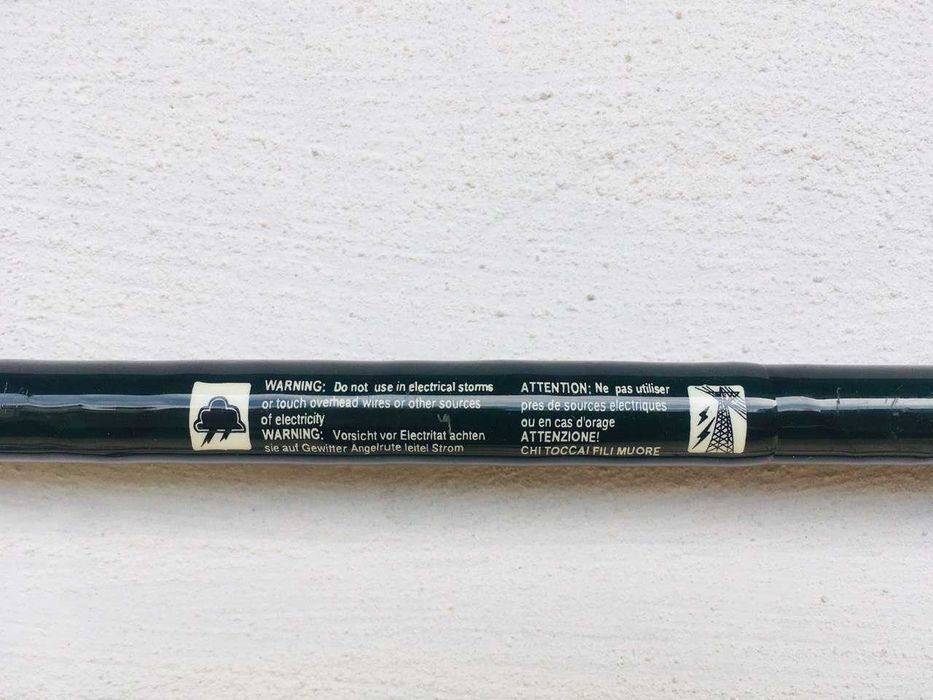 WARNING: Do not use in electrical storms
or touch overhead wires or other sources
of electricity
WARNING: Vorsicht vor Electritat achten
sie auf Gewitter Angelrute leitel Strom
ATTENTION: Ne pas utiliser
pres de sources electriques
ou en cas d'orage
ATTENZIONE!
CHI TOCCAI FILI MUORE